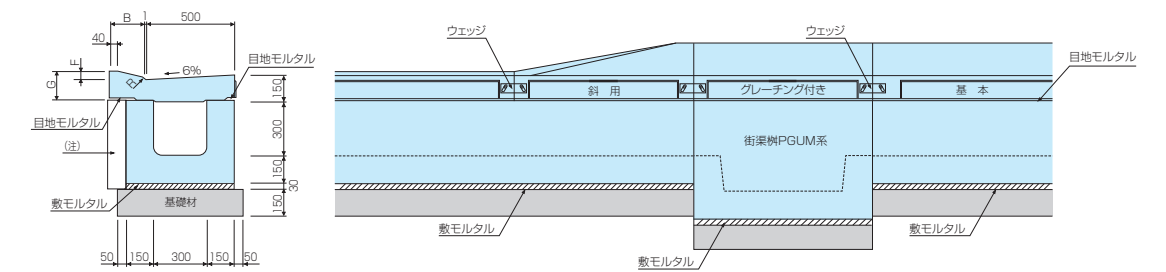 B
1
500
40
F
G
R
6%
目地モルタル
150
目地モルタル
300
(注)
150
30
150
敷モルタル
基礎材
50
150
300
150
50
ウェッジ
ウェッジ
目地モルタル
斜 用
グレーチング付き
基 本
街渠桝PGUM系
敷モルタル
敷モルタル
敷モルタル